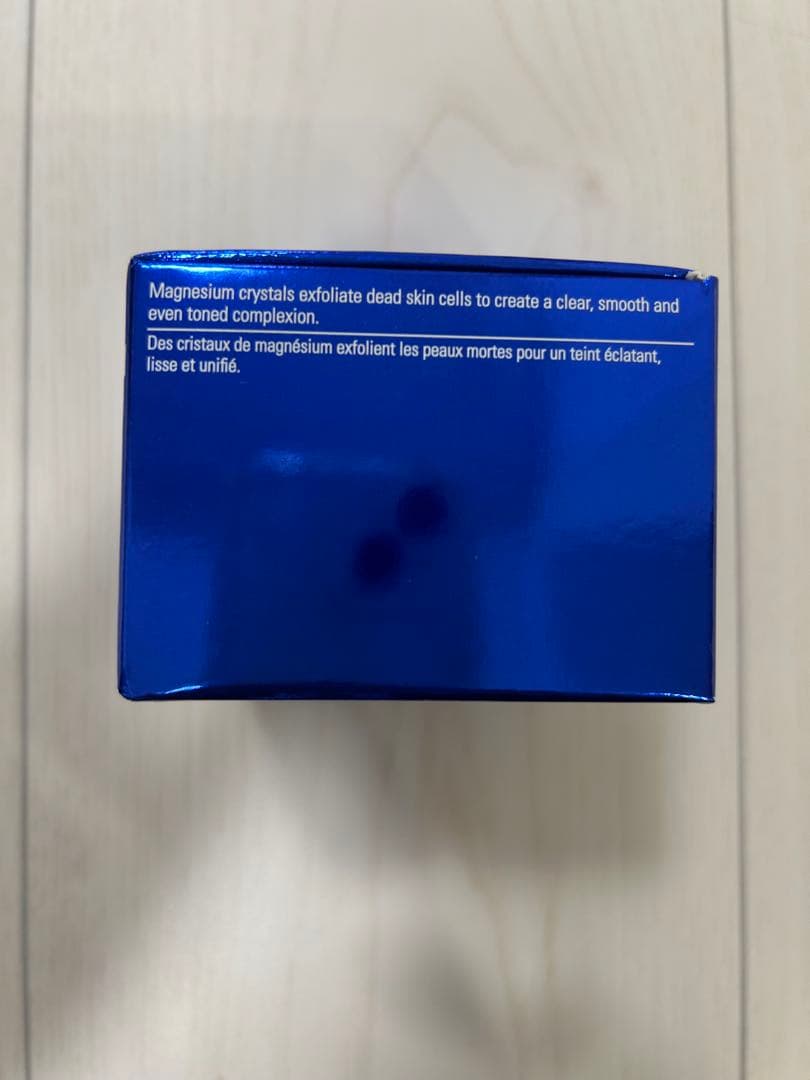 Magnesium crystals exfoliate dead skin cells to create a clear, smooth and
even toned complexion.
Des cristaux de magnésium exfolient les peaux mortes pour un teint éclatant,
lisse et unifié.